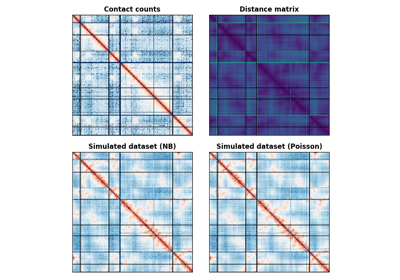 Contact counts
Distance matrix
Simulated dataset (NB)
Simulated dataset (Poisson)